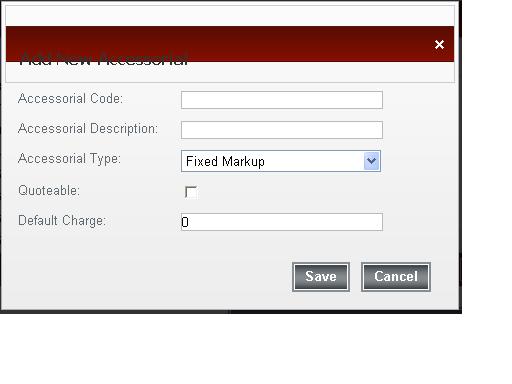 ×
Add New Accessorial
Accessorial Code:
Accessorial Description:
Accessorial Type: Fixed Markup
Quoteable:
Default Charge: 0
Save Cancel